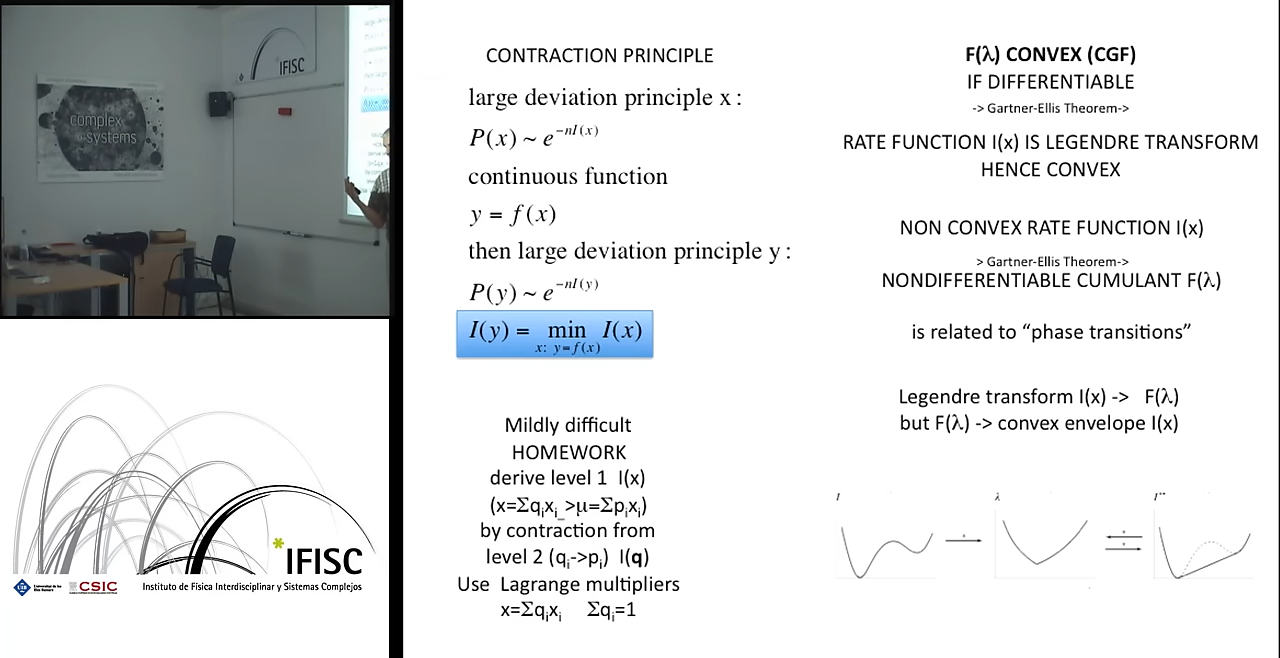 IFISC
complex
systems
*IFISC
CSIC
Instituto de Física Interdisciplinar y Sistemas Complejos
CONTRACTION PRINCIPLE
large deviation principle x :
P(x) ~ e^{-nI(x)}
continuous function
y = f(x)
then large deviation principle y :
P(y) ~ e^{-nI(y)}
I(y) = min I(x)
x: y=f(x)
Mildly difficult
HOMEWORK
derive level 1 I(x)
(x=Σq_ix_i_>μ=Σp_ix_i)
by contraction from
level 2 (q_i->p_i) I(q)
Use Lagrange multipliers
x=Σq_ix_i Σq_i=1
F(λ) CONVEX (CGF)
IF DIFFERENTIABLE
-> Gartner-Ellis Theorem->
RATE FUNCTION I(x) IS LEGENDRE TRANSFORM
HENCE CONVEX
NON CONVEX RATE FUNCTION I(x)
> Gartner-Ellis Theorem->
NONDIFFERENTIABLE CUMULANT F(λ)
is related to “phase transitions”
Legendre transform I(x) -> F(λ)
but F(λ) -> convex envelope I(x)
I
λ
I**